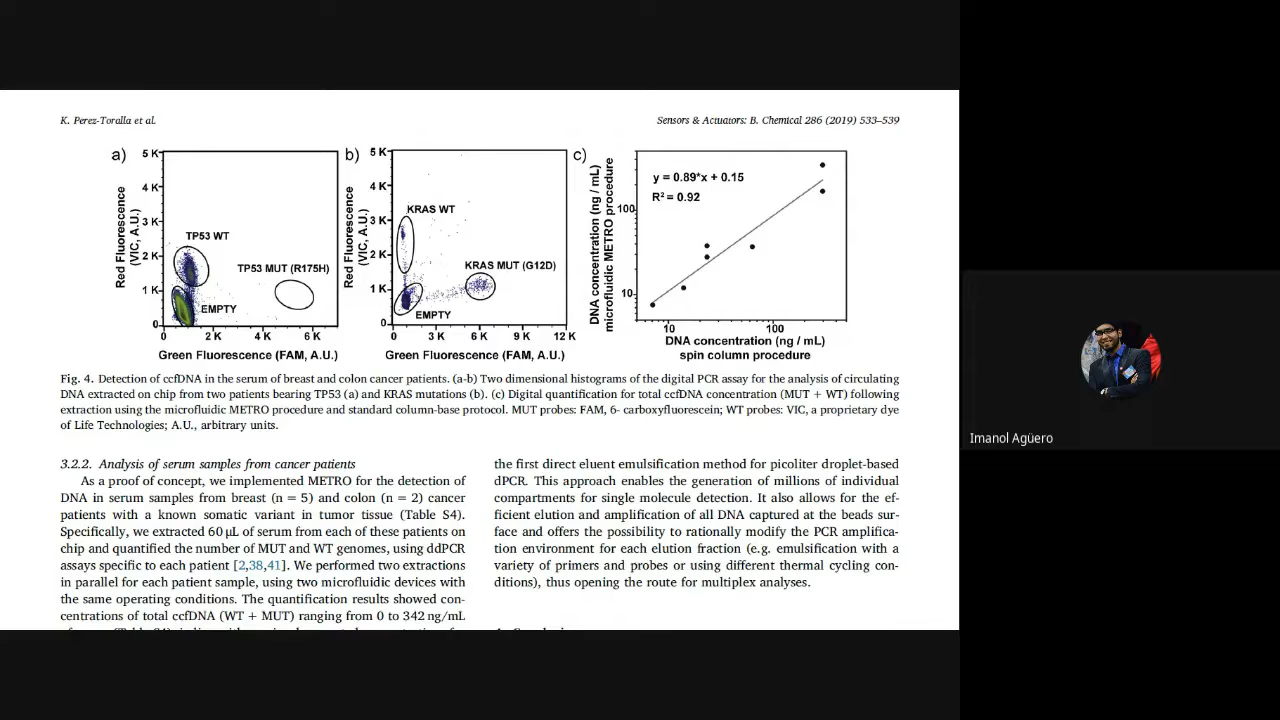 K. Perez-Toralla et al.
Sensors & Actuators: B. Chemical 286 (2019) 533–539
a)
5 K
4 K
3 K
2 K
1 K
0
Red Fluorescence
(VIC, A.U.)
TP53 WT
TP53 MUT (R175H)
EMPTY
0 2 K 4 K 6 K
Green Fluorescence (FAM, A.U.)
b)
5 K
4 K
3 K
2 K
1 K
0
Red Fluorescence
(VIC, A.U.)
KRAS WT
KRAS MUT (G12D)
EMPTY
0 3 K 6 K 9 K 12 K
Green Fluorescence (FAM, A.U.)
c)
DNA concentration (ng / mL)
microfluidic METRO procedure
y = 0.89*x + 0.15
R² = 0.92
100
10
10 100
DNA concentration (ng / mL)
spin column procedure
Fig. 4. Detection of ccfDNA in the serum of breast and colon cancer patients. (a-b) Two dimensional histograms of the digital PCR assay for the analysis of circulating
DNA extracted on chip from two patients bearing TP53 (a) and KRAS mutations (b). (c) Digital quantification for total ccfDNA concentration (MUT + WT) following
extraction using the microfluidic METRO procedure and standard column-base protocol. MUT probes: FAM, 6- carboxyfluorescein; WT probes: VIC, a proprietary dye
of Life Technologies; A.U., arbitrary units.
3.2.2. Analysis of serum samples from cancer patients
As a proof of concept, we implemented METRO for the detection of
DNA in serum samples from breast (n = 5) and colon (n = 2) cancer
patients with a known somatic variant in tumor tissue (Table S4).
Specifically, we extracted 60 μL of serum from each of these patients on
chip and quantified the number of MUT and WT genomes, using ddPCR
assays specific to each patient [2,38,41]. We performed two extractions
in parallel for each patient sample, using two microfluidic devices with
the same operating conditions. The quantification results showed con-
centrations of total ccfDNA (WT + MUT) ranging from 0 to 342 ng/mL
the first direct eluent emulsification method for picoliter droplet-based
dPCR. This approach enables the generation of millions of individual
compartments for single molecule detection. It also allows for the ef-
ficient elution and amplification of all DNA captured at the beads sur-
face and offers the possibility to rationally modify the PCR amplifica-
tion environment for each elution fraction (e.g. emulsification with a
variety of primers and probes or using different thermal cycling con-
ditions), thus opening the route for multiplex analyses.
Imanol Agüero